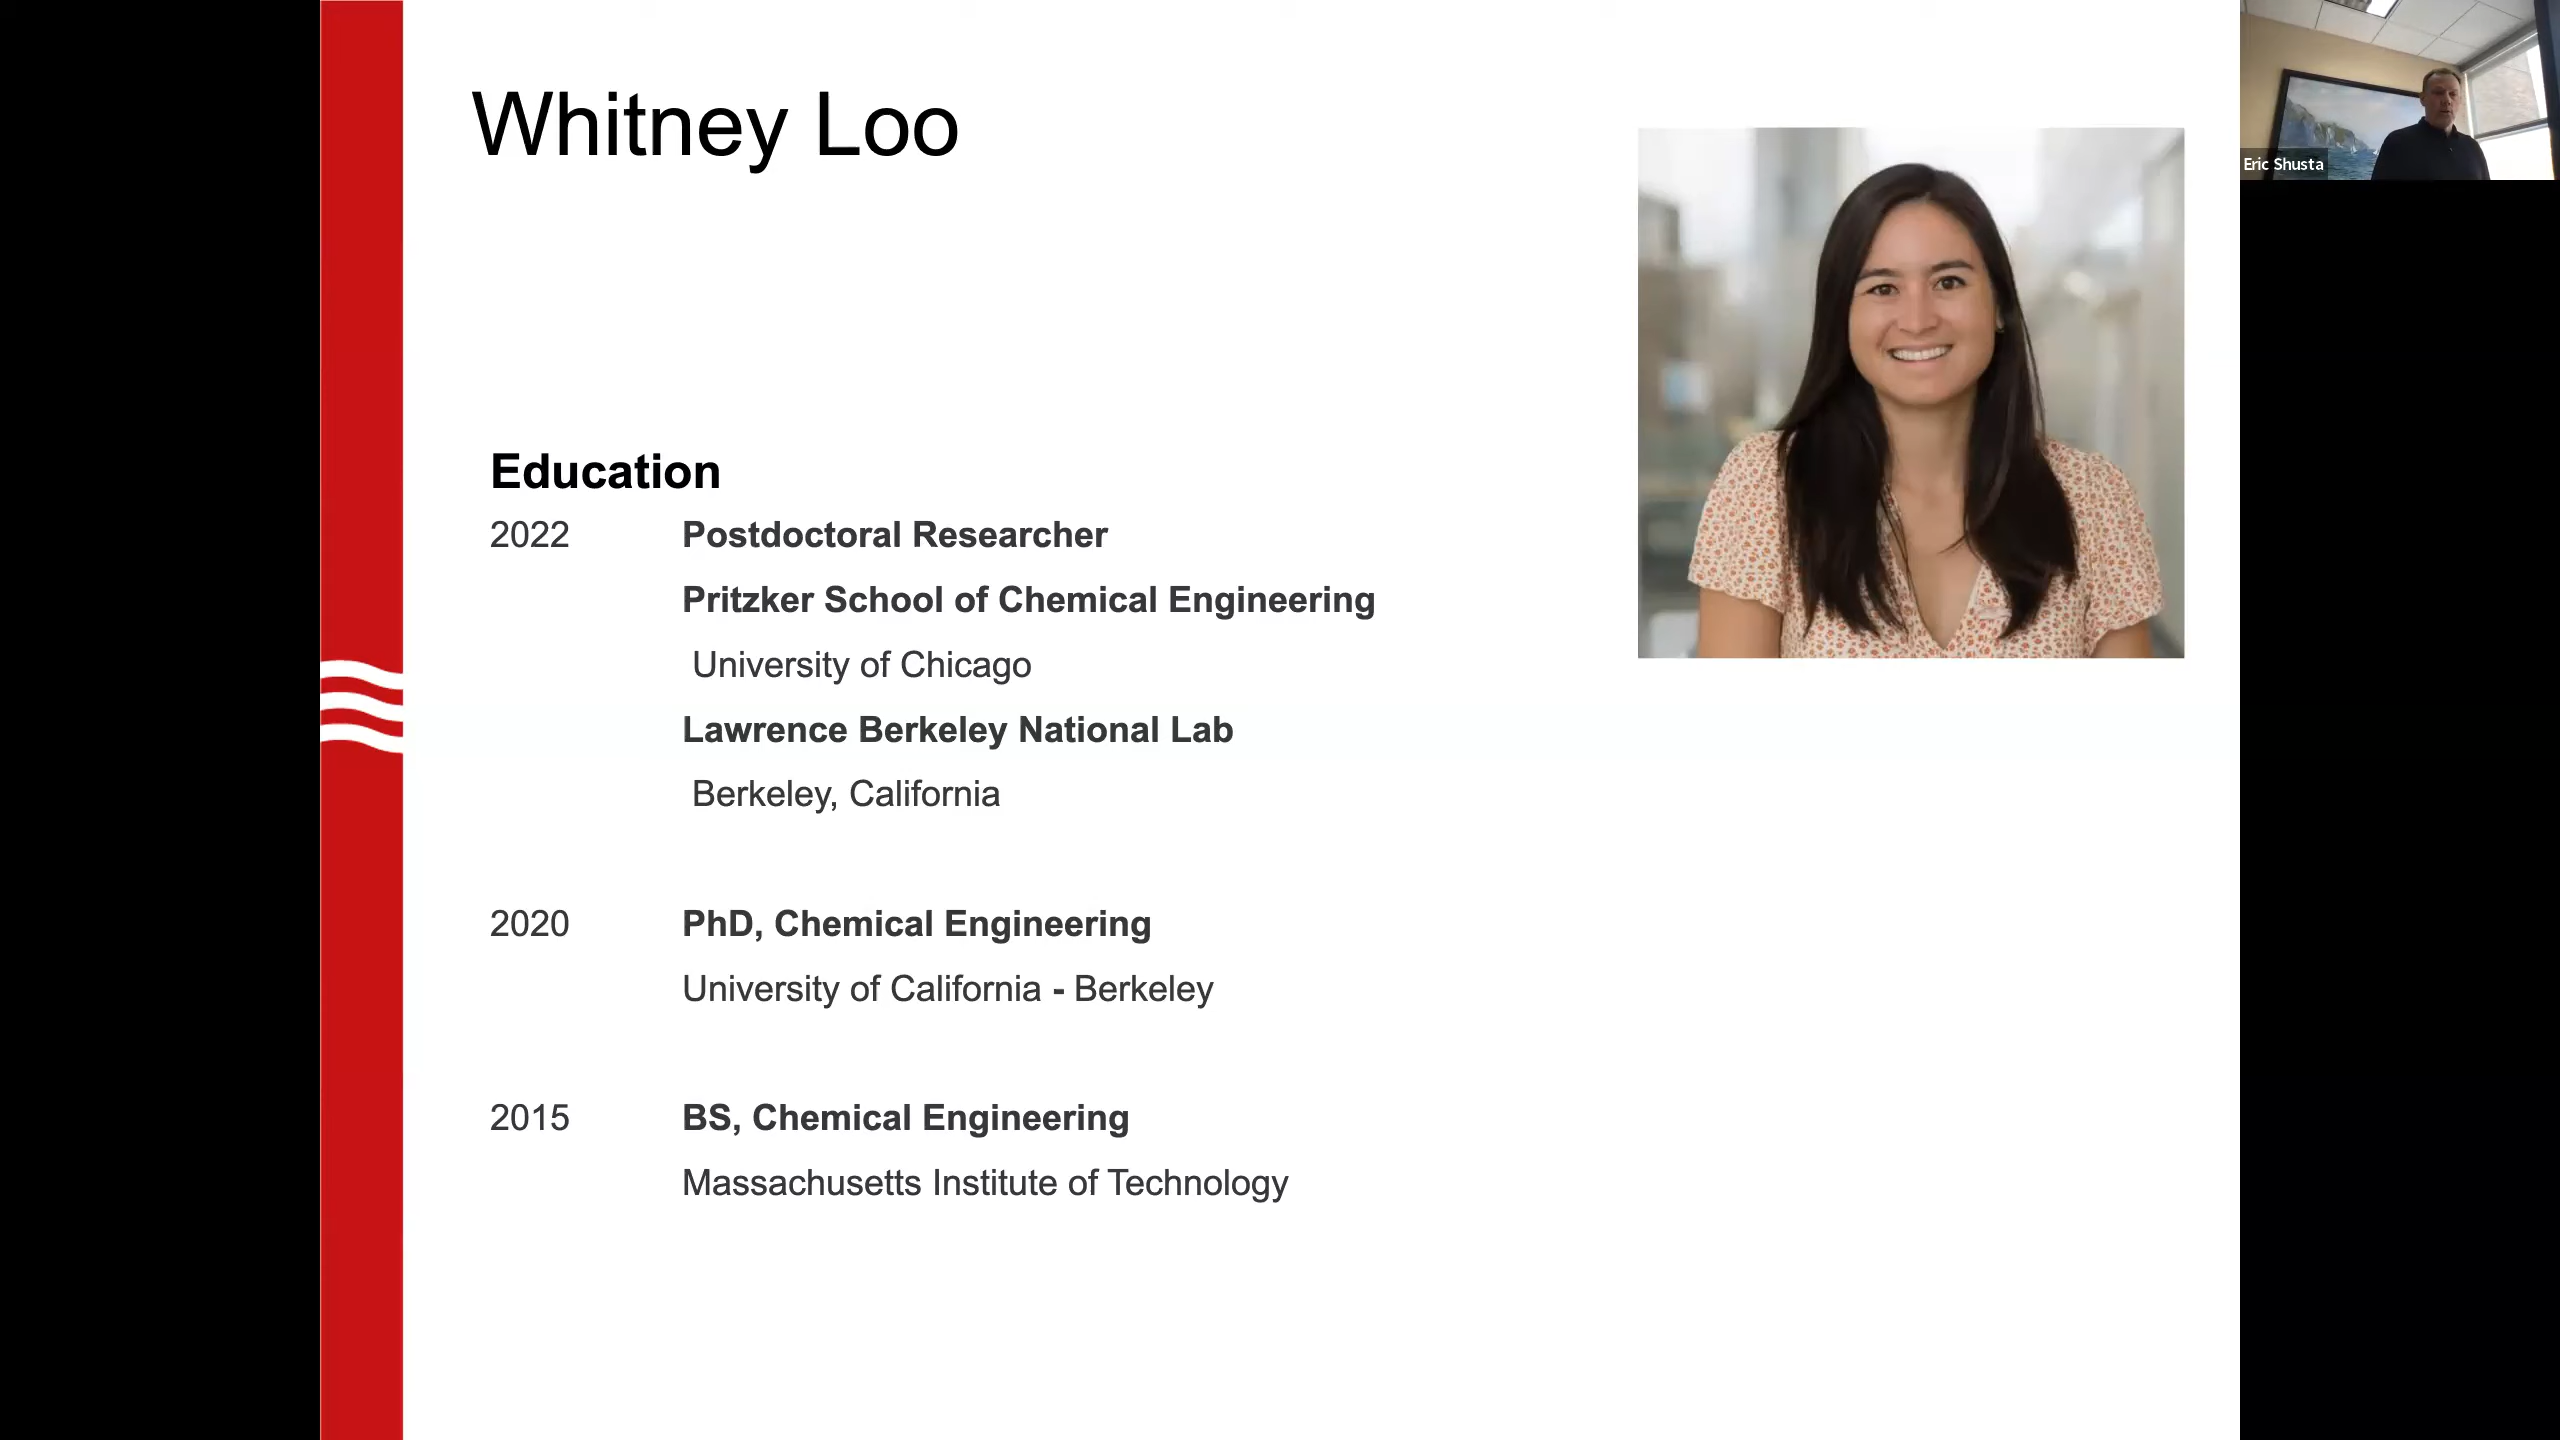 Whitney Loo
Eric Shusta
Education
2022 Postdoctoral Researcher
Pritzker School of Chemical Engineering
University of Chicago
Lawrence Berkeley National Lab
Berkeley, California
2020 PhD, Chemical Engineering
University of California - Berkeley
2015 BS, Chemical Engineering
Massachusetts Institute of Technology